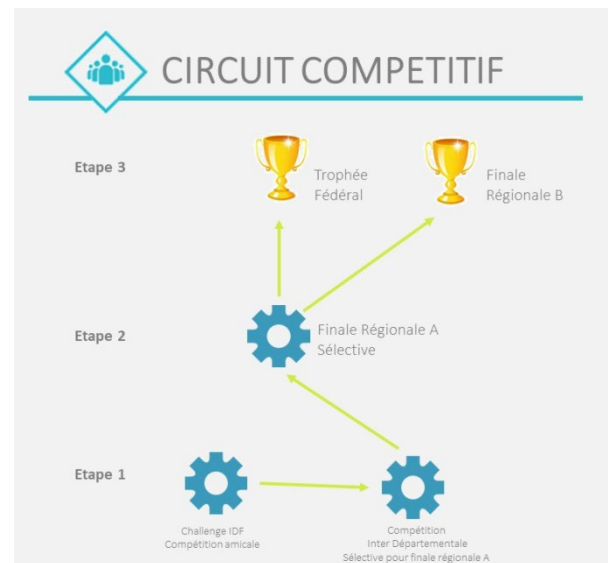 CIRCUIT COMPETITIF
Etape 3
Trophée
Fédéral
Finale
Régionale B
Etape 2
Finale Régionale A
Sélective
Etape 1
Challenge IDF
Compétition amicale
Compétition
Inter Départementale
Sélective pour finale régionale A